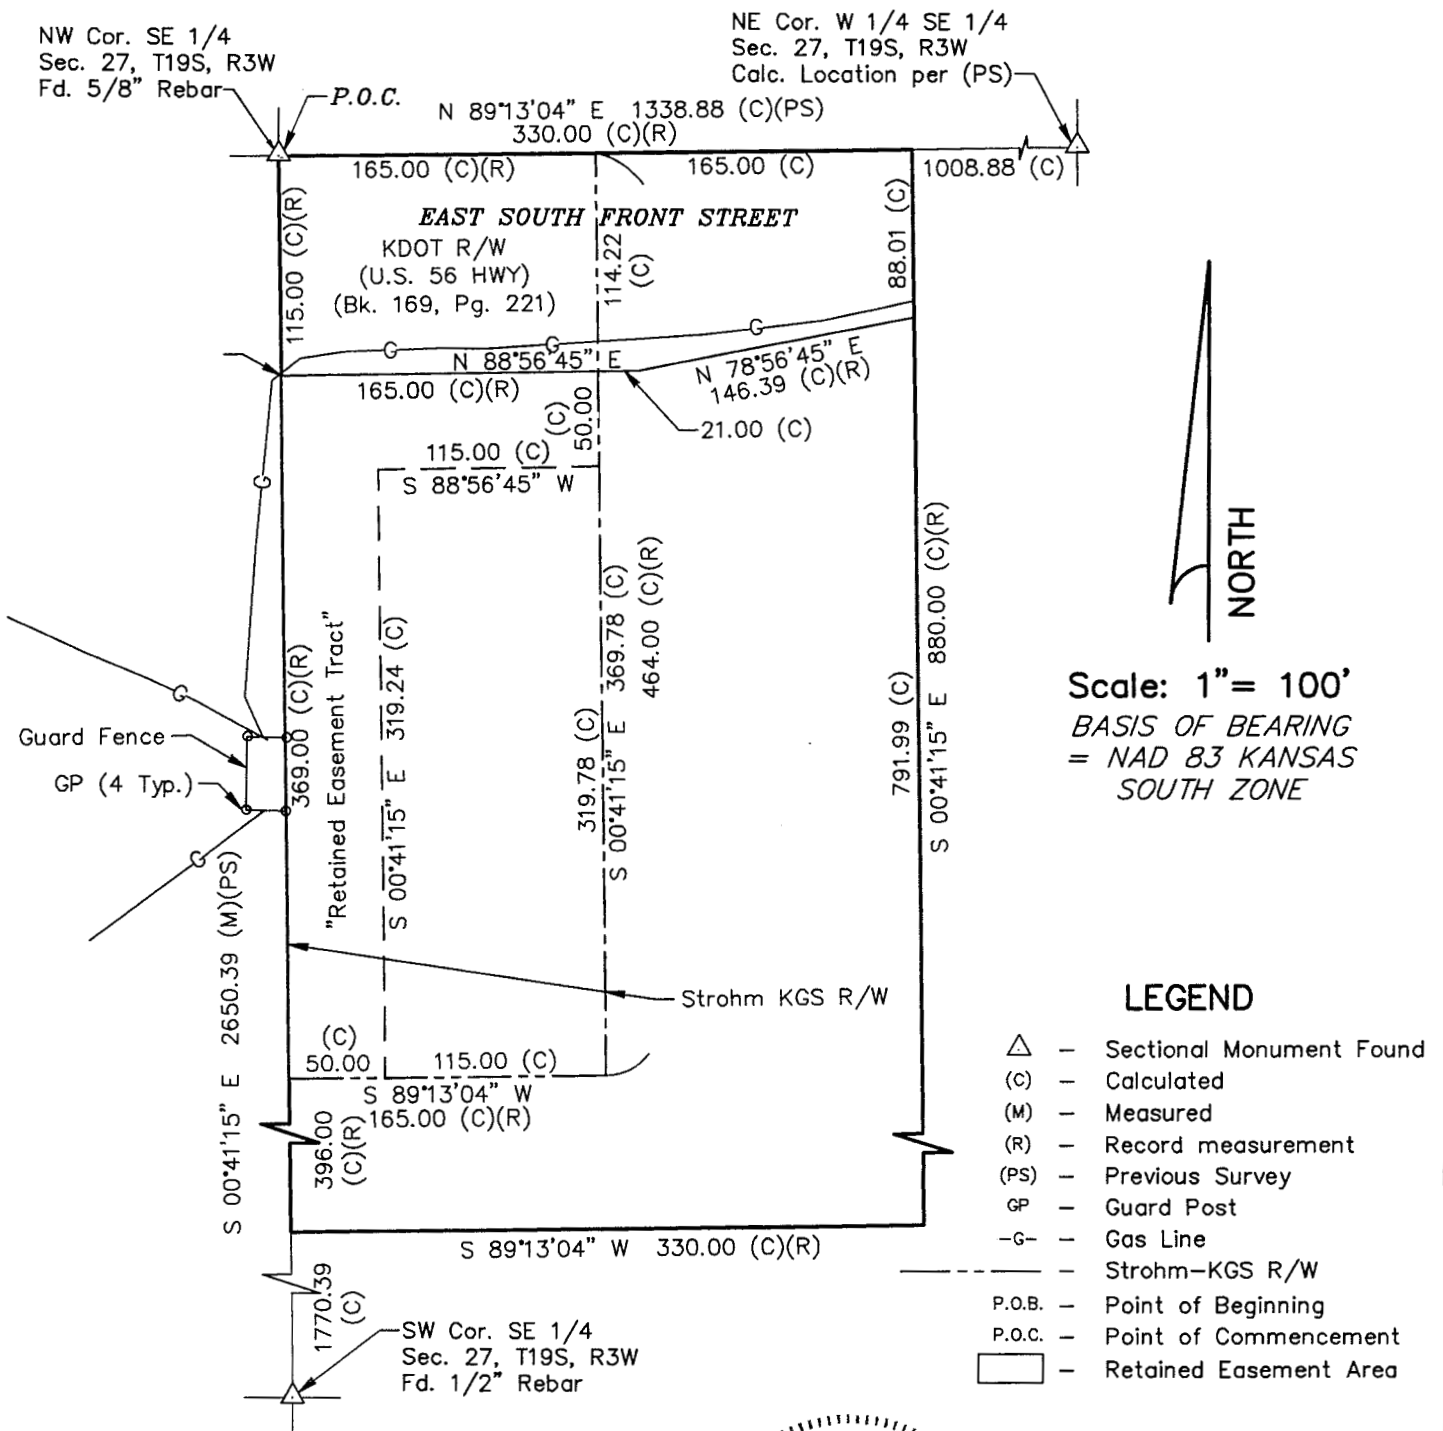 NW Cor. SE 1/4
Sec. 27, T19S, R3W
Fd. 5/8" Rebar
P.O.C.
NE Cor. W 1/4 SE 1/4
Sec. 27, T19S, R3W
Calc. Location per (PS)
N 89°13'04" E 1338.88 (C)(PS)
330.00 (C)(R)
165.00 (C)(R)
165.00 (C)
1008.88 (C)
115.00 (C)(R)
EAST SOUTH FRONT STREET
KDOT R/W
(U.S. 56 HWY)
(Bk. 169, Pg. 221)
114.22
(C)
88.01 (C)
G
G
G
N 88°56'45" E
165.00 (C)(R)
N 78°56'45" E
146.39 (C)(R)
21.00 (C)
(C)
50.00
115.00 (C)
S 88°56'45" W
G
NORTH
Scale: 1"= 100'
BASIS OF BEARING
= NAD 83 KANSAS
SOUTH ZONE
369.00 (C)(R)
"Retained Easement Tract"
S 00°41'15" E 319.24 (C)
319.78 (C)
S 00°41'15" E 369.78 (C)
464.00 (C)(R)
791.99 (C)
S 00°41'15" E 880.00 (C)(R)
G
Guard Fence
GP (4 Typ.)
G
S 00°41'15" E 2650.39 (M)(PS)
Strohm KGS R/W
(C)
50.00
115.00 (C)
S 89°13'04" W
165.00 (C)(R)
396.00
(C)(R)
S 89°13'04" W 330.00 (C)(R)
1770.39
(C)
SW Cor. SE 1/4
Sec. 27, T19S, R3W
Fd. 1/2" Rebar
LEGEND
– Sectional Monument Found
(C) – Calculated
(M) – Measured
(R) – Record measurement
(PS) – Previous Survey
GP – Guard Post
-G- – Gas Line
– Strohm-KGS R/W
P.O.B. – Point of Beginning
P.O.C. – Point of Commencement
– Retained Easement Area